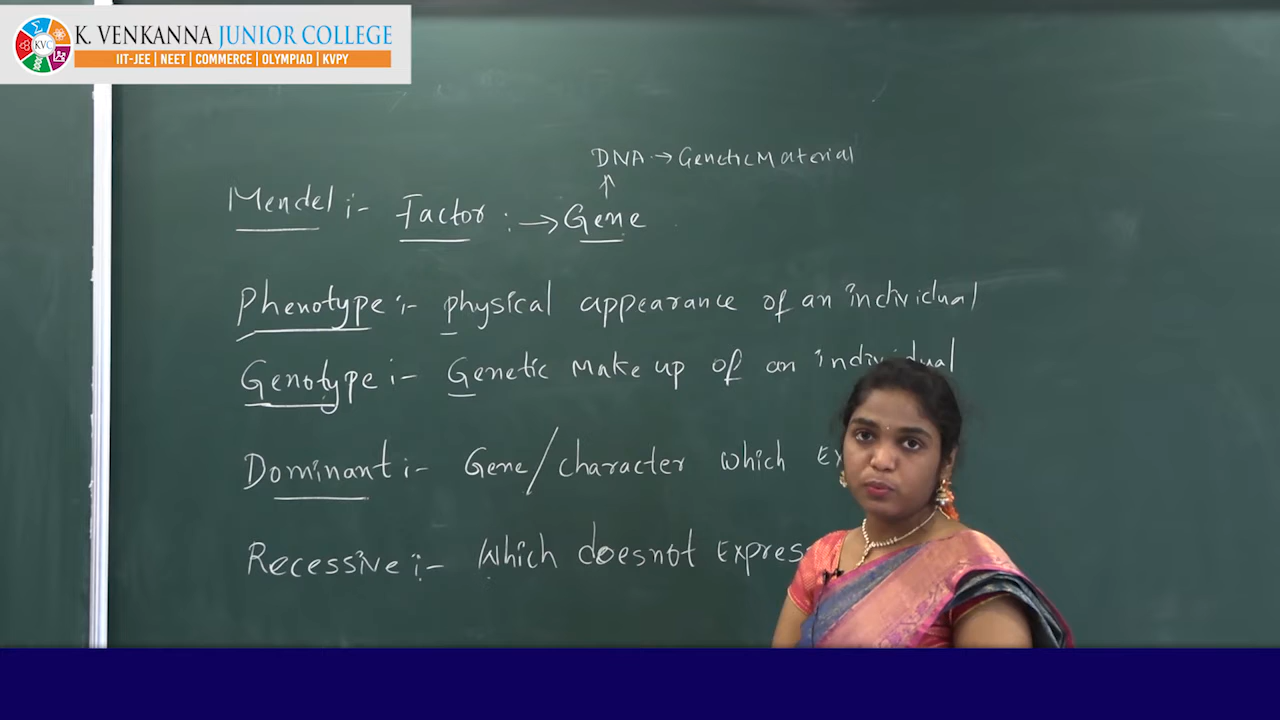 K. VENKANNA JUNIOR COLLEGE
KVC
IIT-JEE | NEET | COMMERCE | OLYMPIAD | KVPY
DNA → Genetic Material
Mendel :- Factor : → Gene
Phenotype :- physical appearance of an individual
Genotype :- Genetic make up of an individual
Dominant :- Gene/character which
Recessive :- Which doesnot